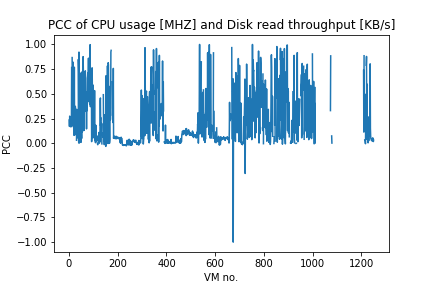 PCC of CPU usage [MHZ] and Disk read throughput [KB/s]
1.00
0.75
0.50
0.25
0.00
−0.25
−0.50
−0.75
−1.00
PCC
0 200 400 600 800 1000 1200
VM no.